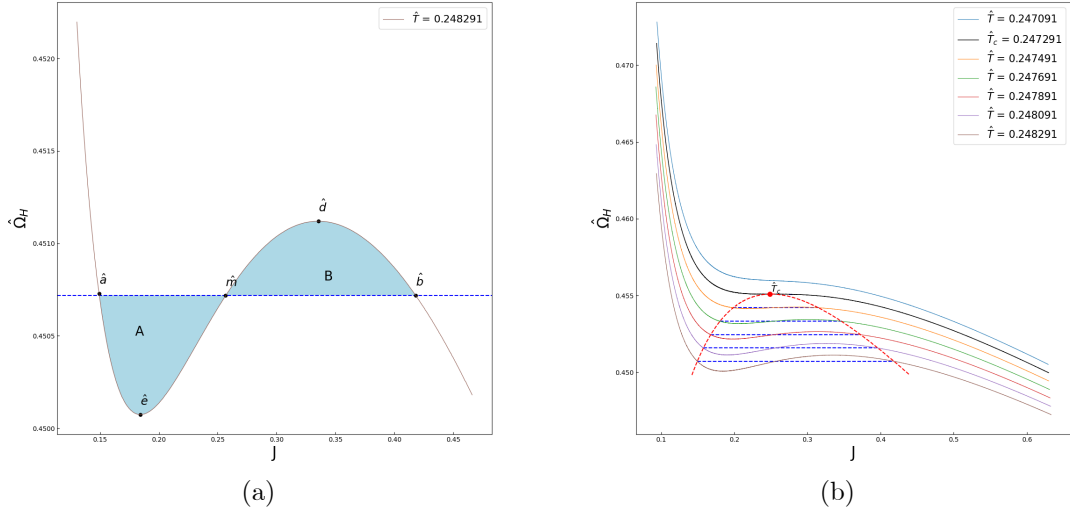 T̂ = 0.248291
0.4520
0.4515
0.4510
0.4505
0.4500
Ω̂_H
d̂
B
â
m̂
b̂
A
ê
0.15
0.20
0.25
0.30
0.35
0.40
0.45
J
(a)
T̂ = 0.247091
T̂_c = 0.247291
T̂ = 0.247491
T̂ = 0.247691
T̂ = 0.247891
T̂ = 0.248091
T̂ = 0.248291
0.470
0.465
0.460
0.455
0.450
Ω̂_H
T̂_c
0.1
0.2
0.3
0.4
0.5
0.6
J
(b)